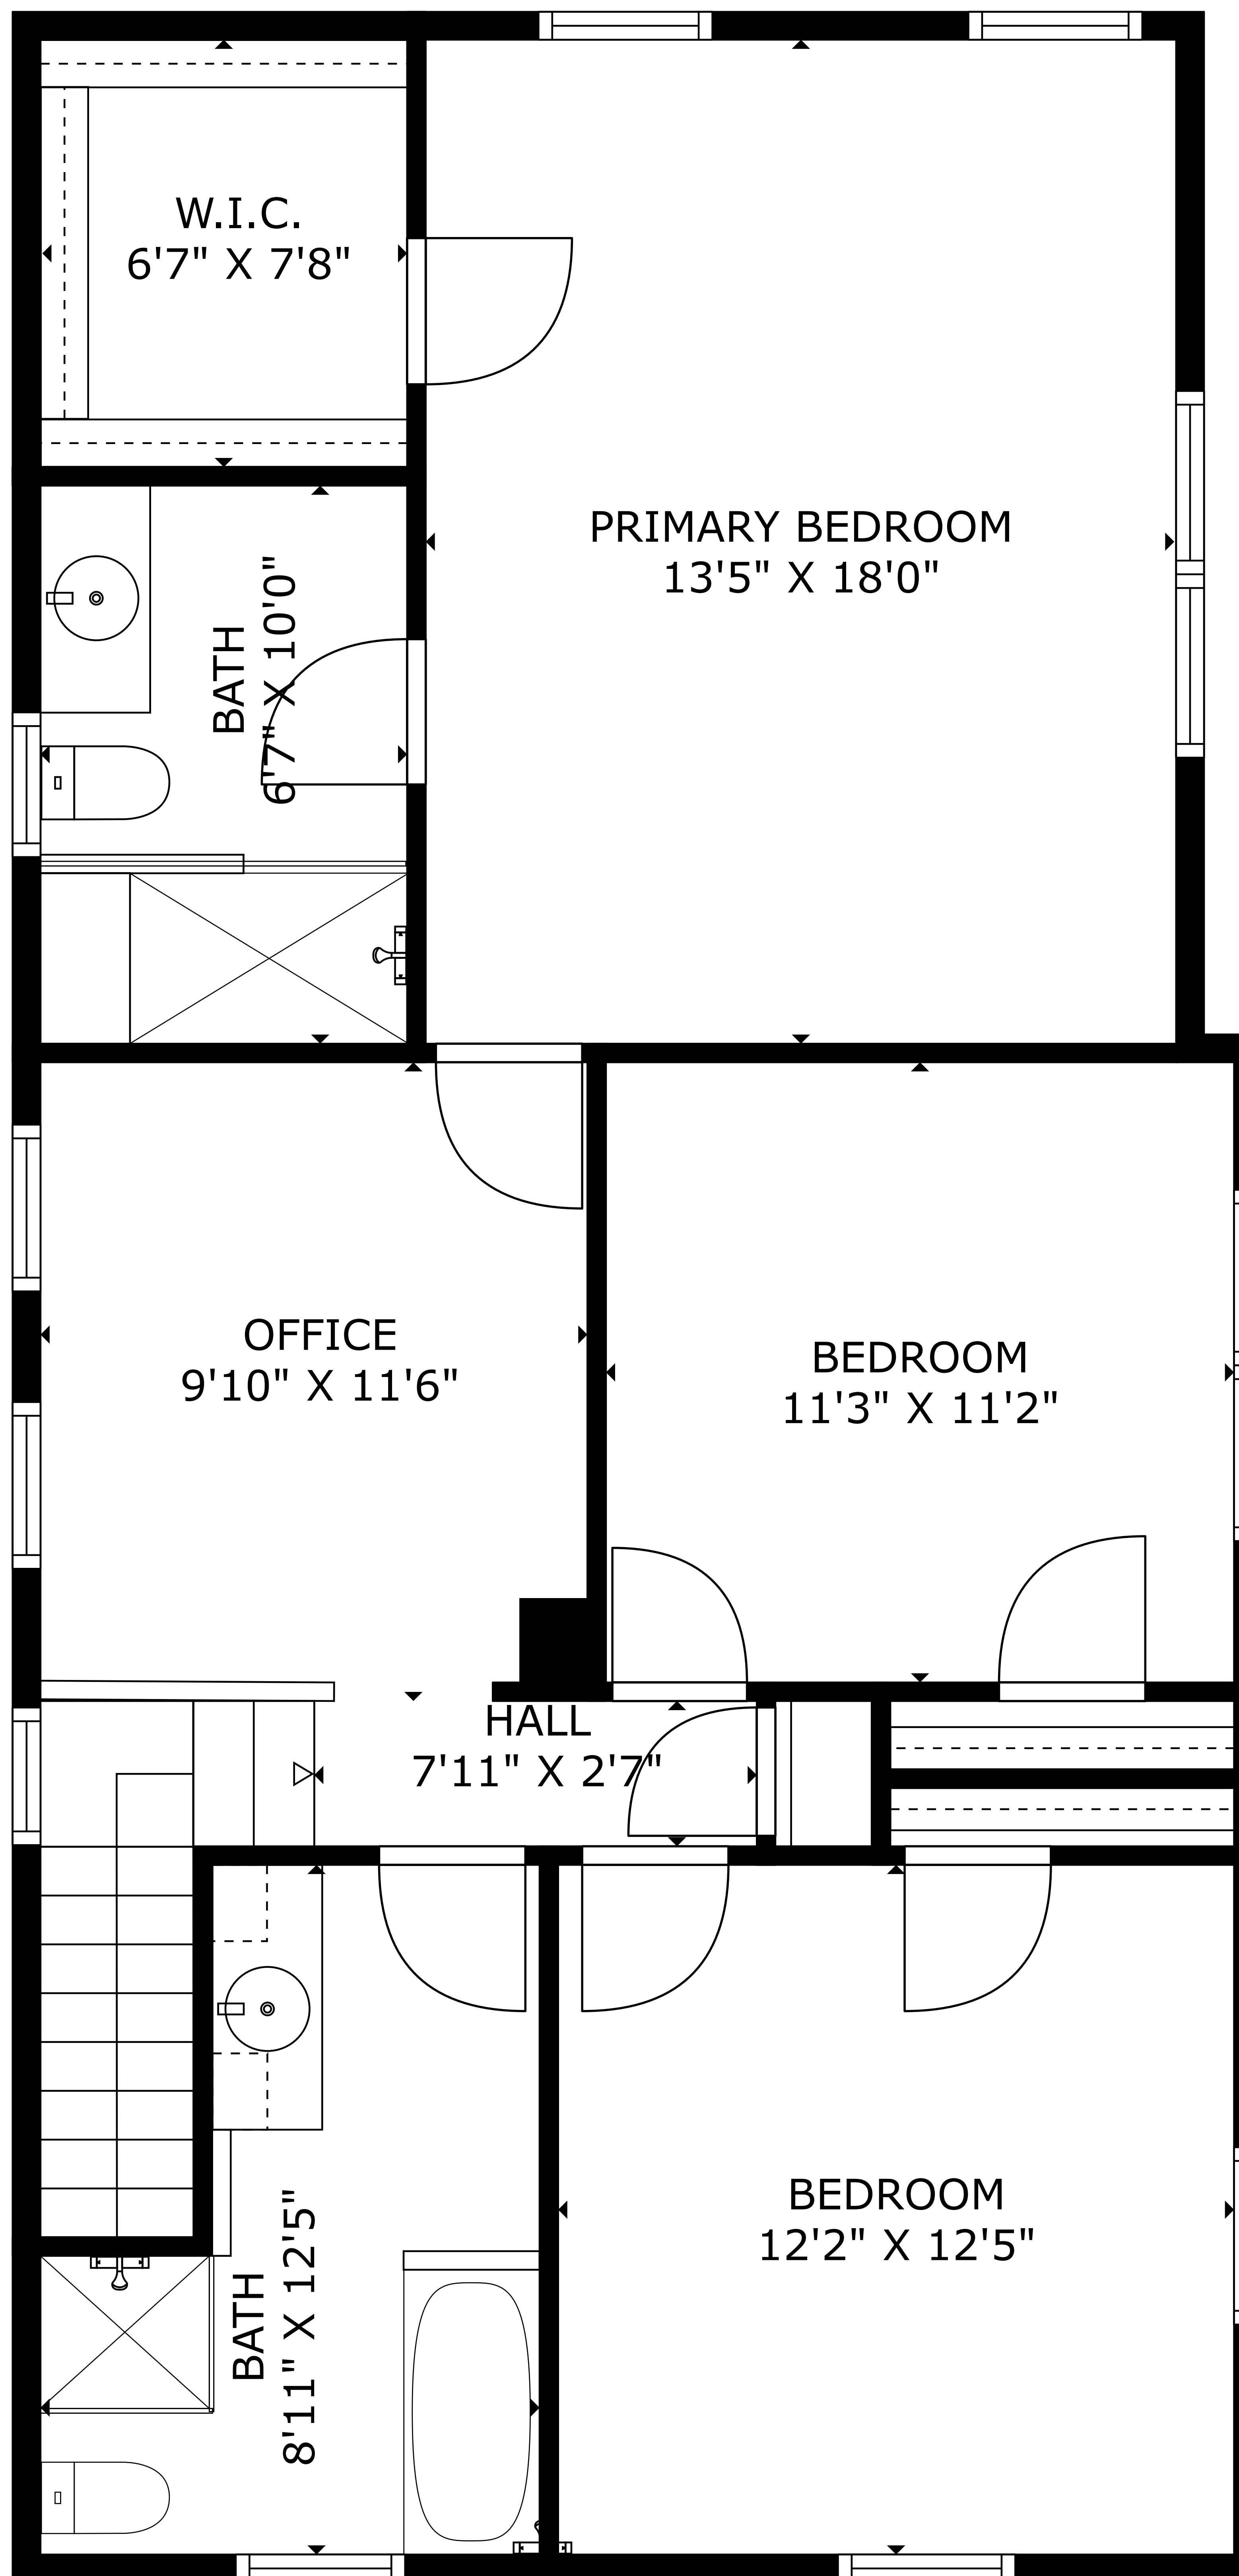 W.I.C.
6'7" X 7'8"
PRIMARY BEDROOM
13'5" X 18'0"
BATH
6'7" X 10'0"
OFFICE
9'10" X 11'6"
BEDROOM
11'3" X 11'2"
HALL
7'11" X 2'7"
BEDROOM
12'2" X 12'5"
BATH
8'11" X 12'5"